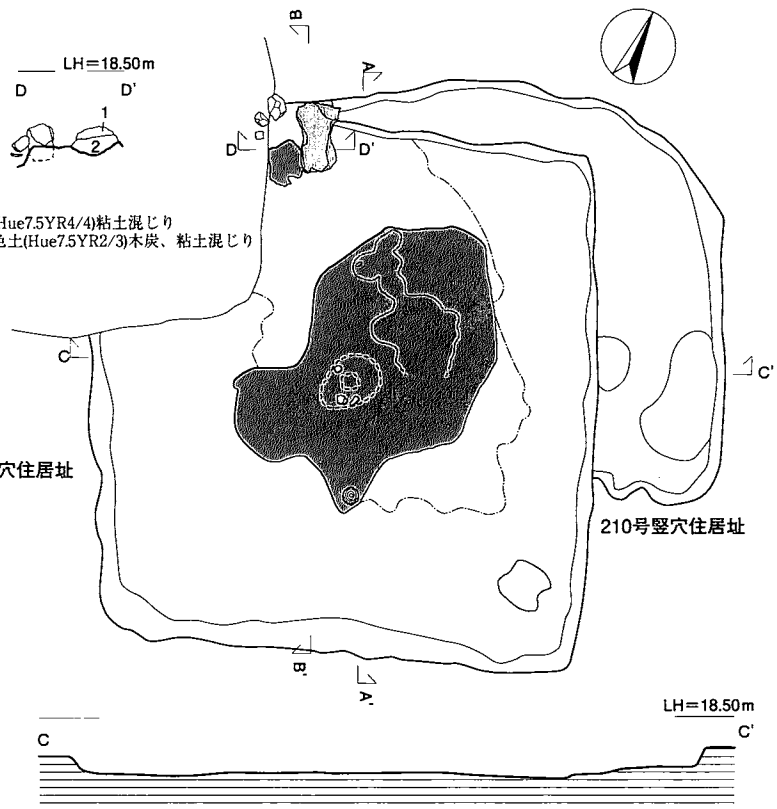 B
A
LH=18.50m
D D'
1
2
D D'
Hue7.5YR4/4)粘土混じり
色土(Hue7.5YR2/3)木炭、粘土混じり
C
C'
穴住居址
210号竪穴住居址
B'
A'
LH=18.50m
C C'